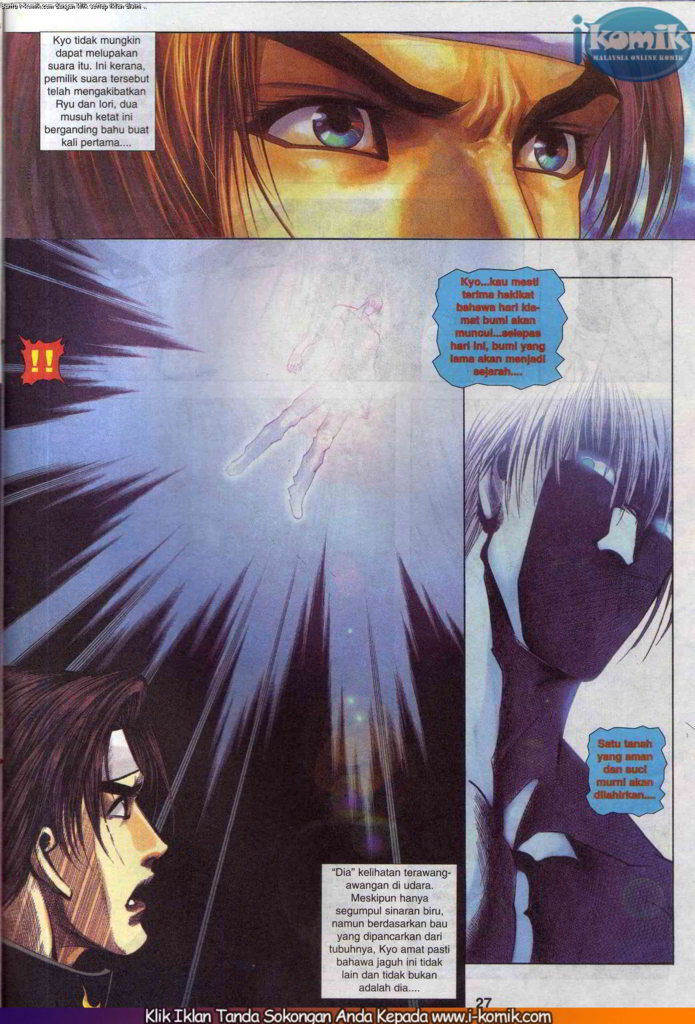 ikomik
MALAYSIA ONLINE KOMIK
Kyo tidak mungkin
dapat melupakan
suara itu. Ini kerana,
pemilik suara tersebut
telah mengakibatkan
Ryu dan Iori, dua
musuh ketat ini
berganding bahu buat
kali pertama....
Kyo...kau mesti
terima hakikat
bahawa hari kia-
mat bumi akan
muncul...selepas
hari ini, bumi yang
lama akan menjadi
sejarah....
!!
Satu tanah
yang aman
dan suci
murni akan
dilahirkan....
"Dia" kelihatan terawang-
awangan di udara.
Meskipun hanya
segumpul sinaran biru,
namun berdasarkan bau
yang dipancarkan dari
tubuhnya, Kyo amat pasti
bahawa jaguh ini tidak
lain dan tidak bukan
adalah dia....
27
Klik Iklan Tanda Sokongan Anda Kepada www.i-komik.com